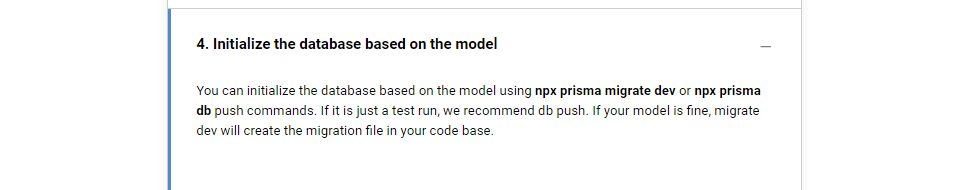 4. Initialize the database based on the model
You can initialize the database based on the model using npx prisma migrate dev or npx prisma
db push commands. If it is just a test run, we recommend db push. If your model is fine, migrate
dev will create the migration file in your code base.